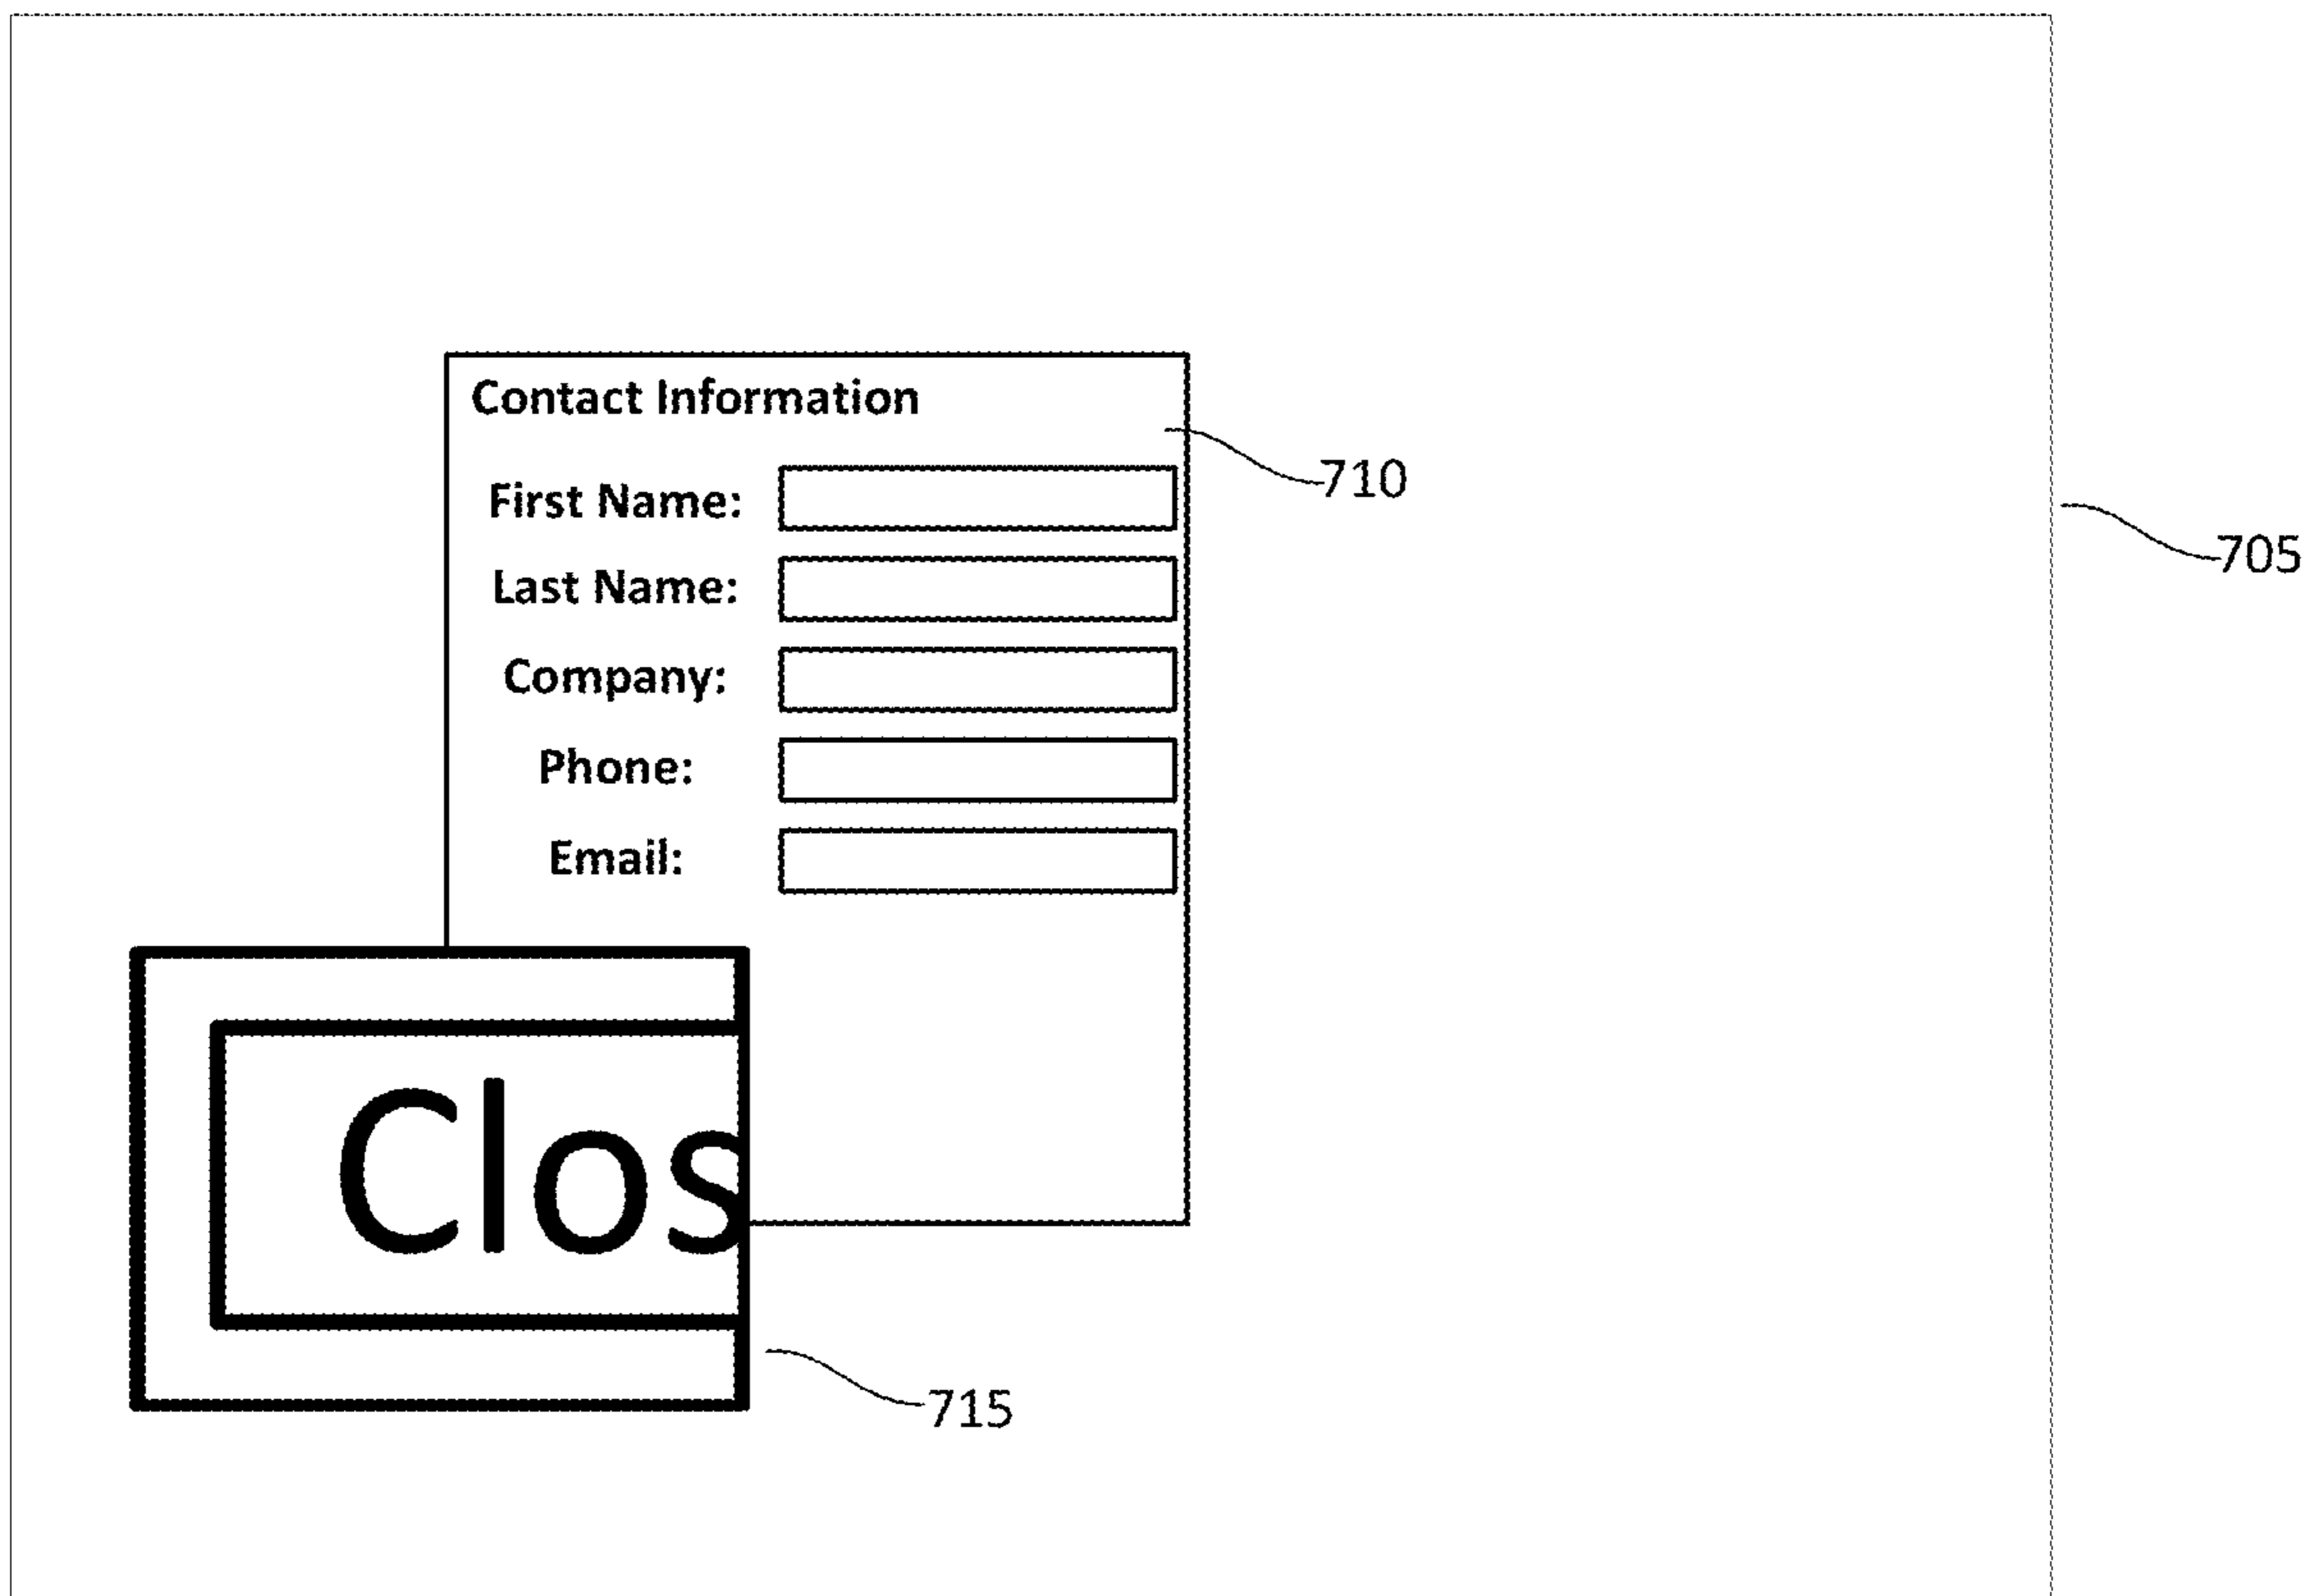 Contact Information
710
First Name:
705
Last Name:
Company:
Phone:
Email:
Clos
715